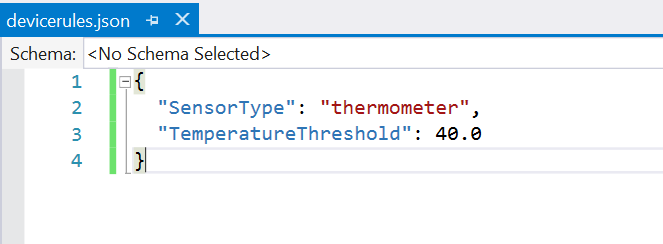 devicerules.json
Schema: <No Schema Selected>
1 {
2 "SensorType": "thermometer",
3 "TemperatureThreshold": 40.0
4 }